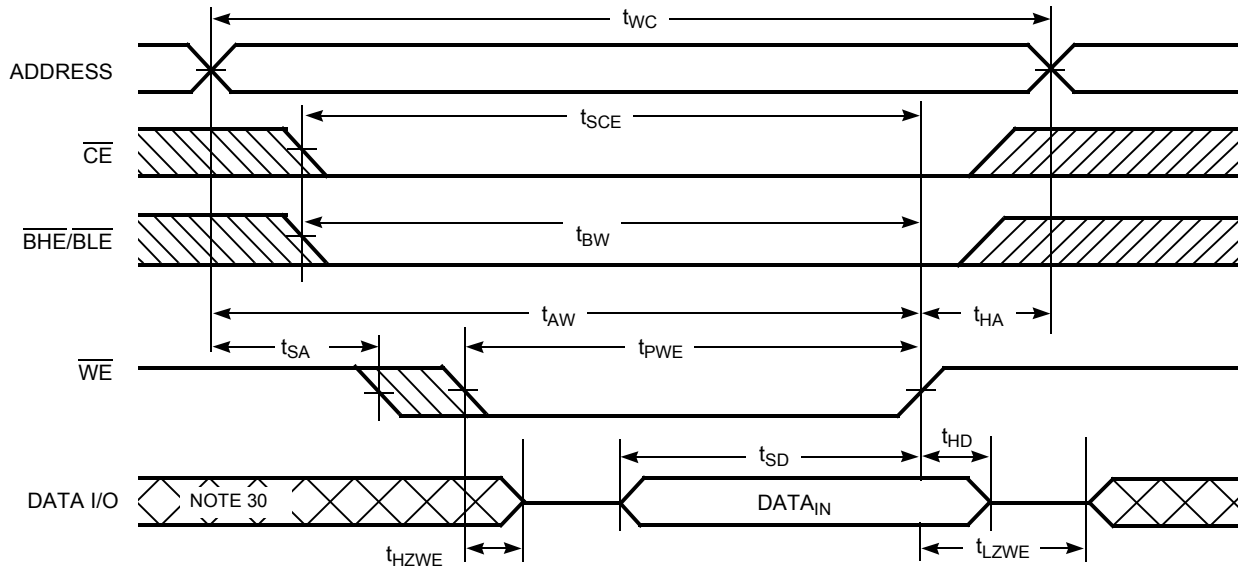 tWC
ADDRESS
tSCE
CE
tBW
BHE/BLE
tAW
tHA
tSA
tPWE
WE
tSD
tHD
DATA I/O
NOTE 30
DATAIN
tHZWE
tLZWE